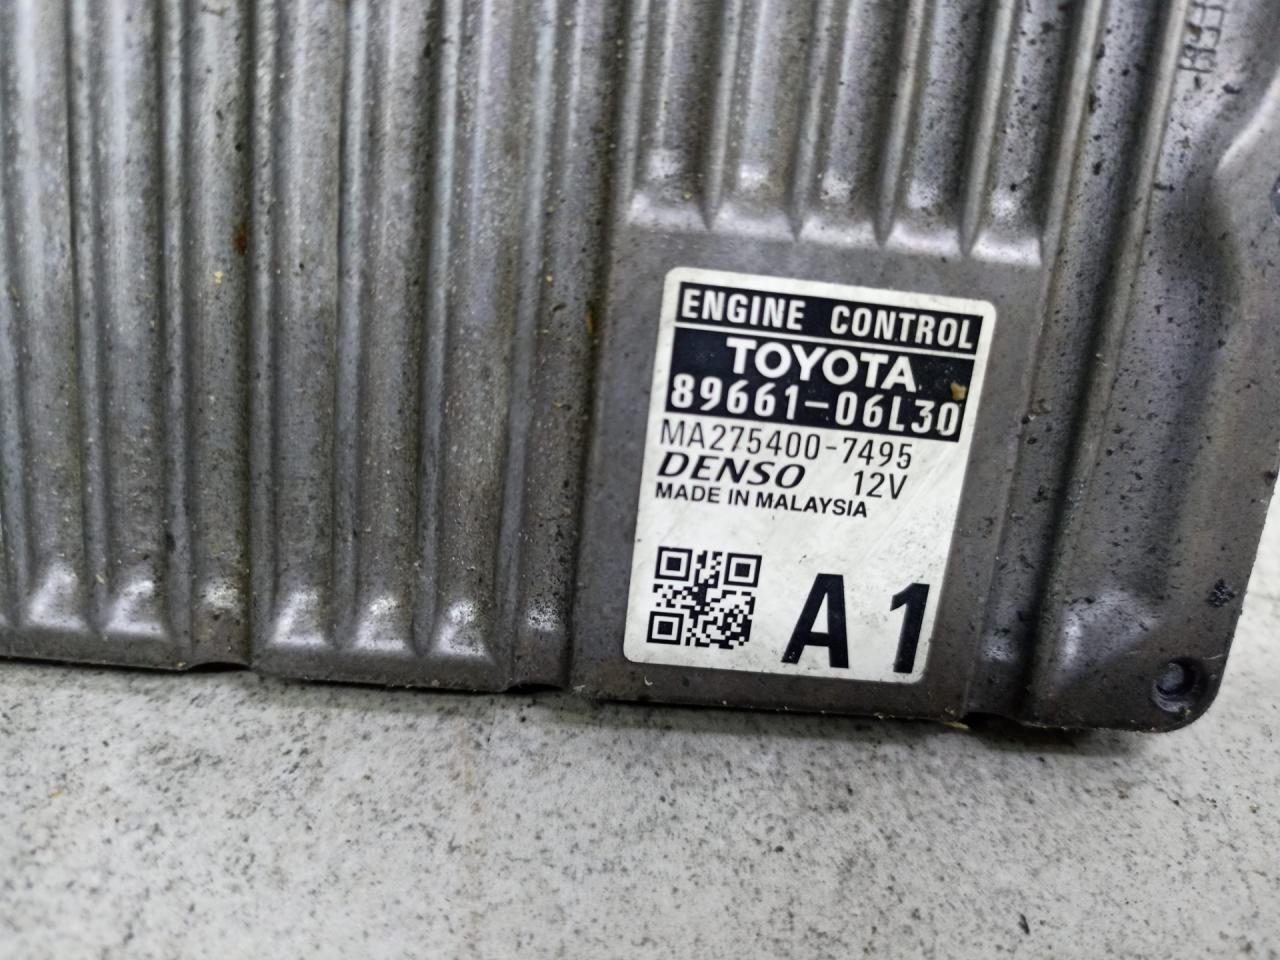 ENGINE CONTROL
TOYOTA
89661-06L30
MA275400-7495
DENSO 12V
MADE IN MALAYSIA
A1